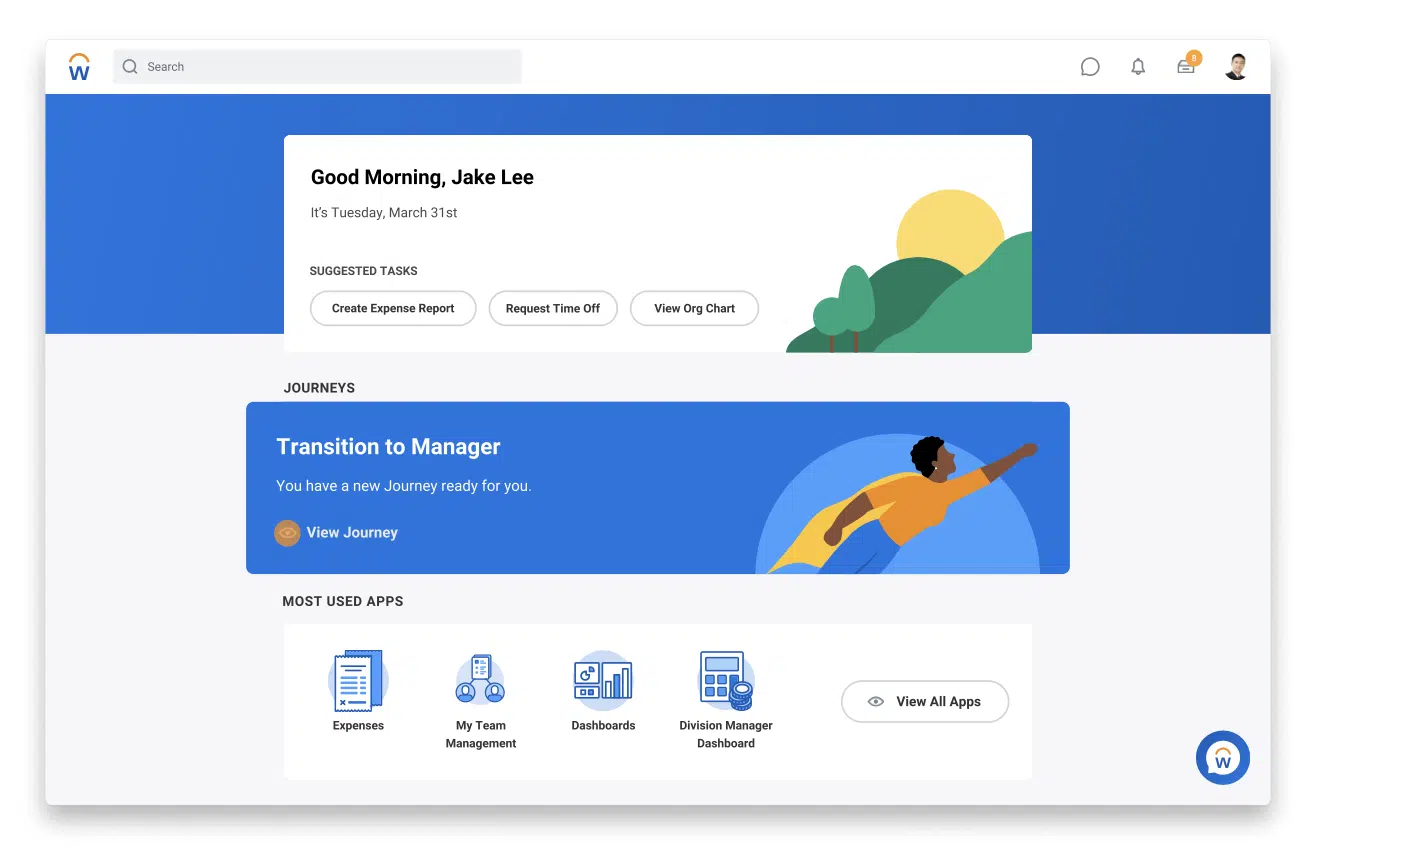 W
Search
8
Good Morning, Jake Lee
It's Tuesday, March 31st
SUGGESTED TASKS
Create Expense Report
Request Time Off
View Org Chart
JOURNEYS
Transition to Manager
You have a new Journey ready for you.
View Journey
MOST USED APPS
Expenses
My Team
Management
Dashboards
Division Manager
Dashboard
View All Apps
W